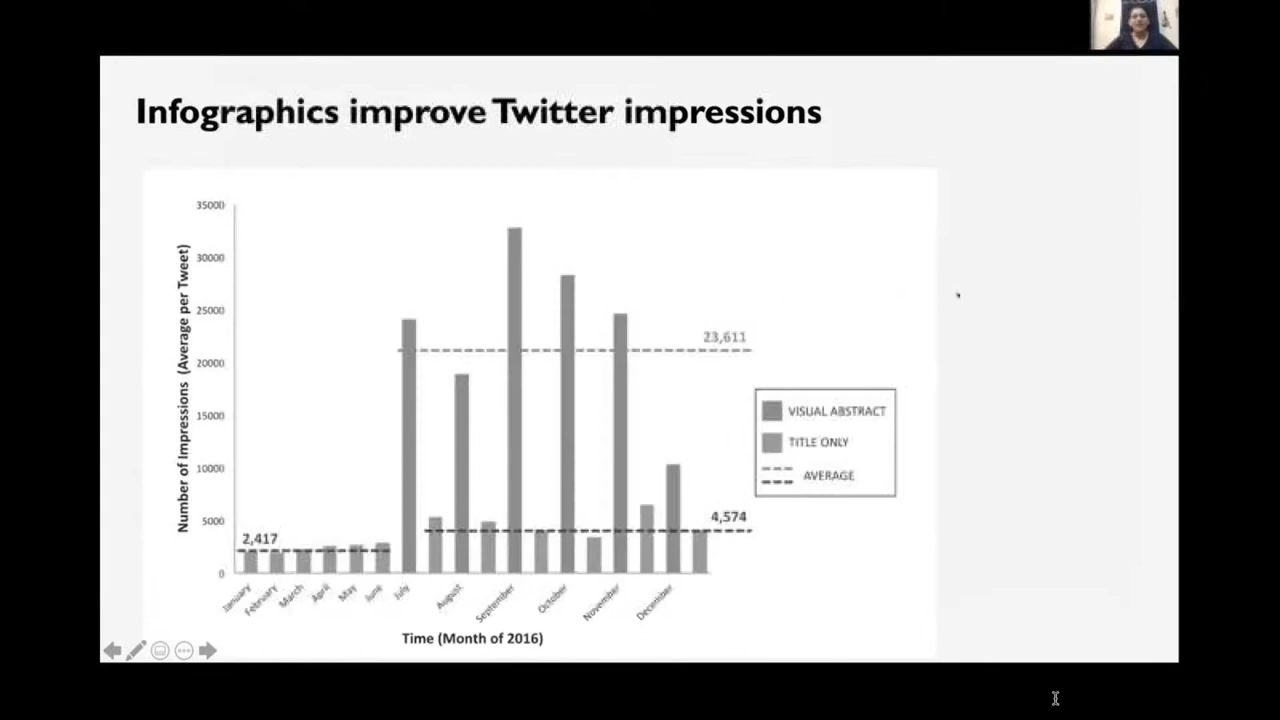 Infographics improve Twitter impressions
Number of Impressions (Average per Tweet)
35000
30000
25000
20000
15000
10000
5000
0
23,611
4,574
2,417
VISUAL ABSTRACT
TITLE ONLY
AVERAGE
January
February
March
April
May
June
July
August
September
October
November
December
Time (Month of 2016)